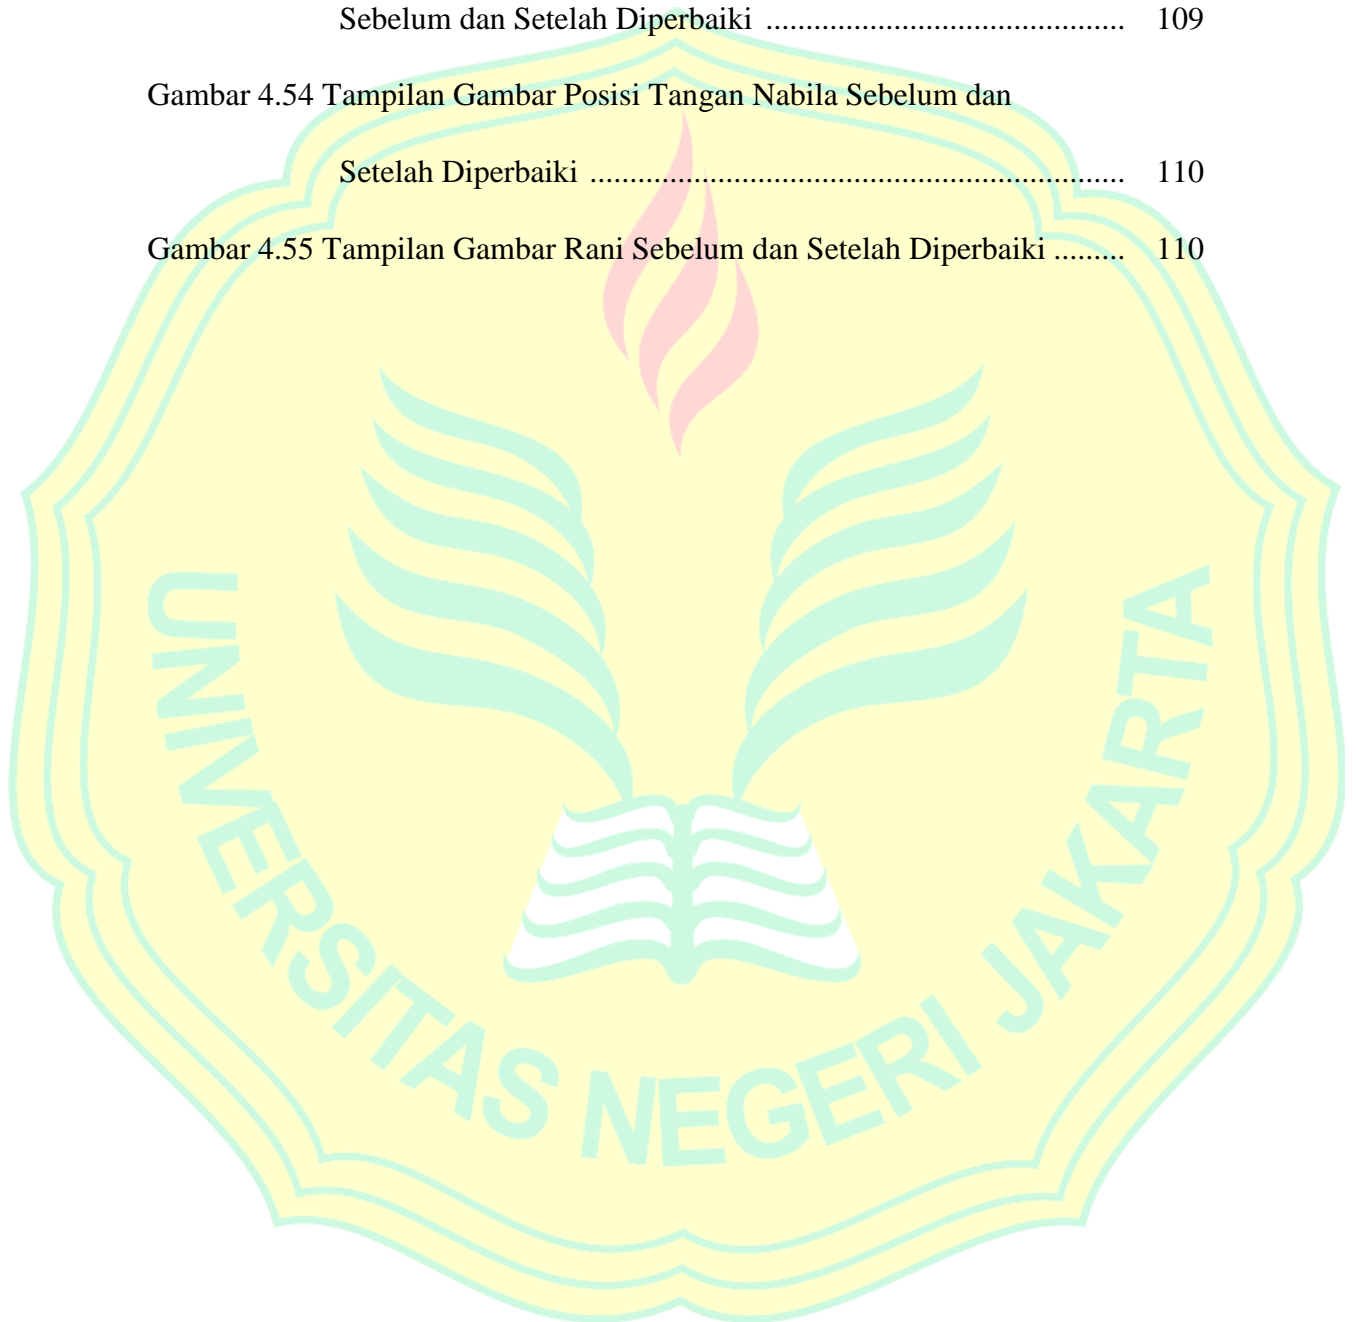 Sebelum dan Setelah Diperbaiki ............................................. 109
Gambar 4.54 Tampilan Gambar Posisi Tangan Nabila Sebelum dan
Setelah Diperbaiki ................................................................... 110
Gambar 4.55 Tampilan Gambar Rani Sebelum dan Setelah Diperbaiki ......... 110
UNIVERSITAS NEGERI JAKARTA